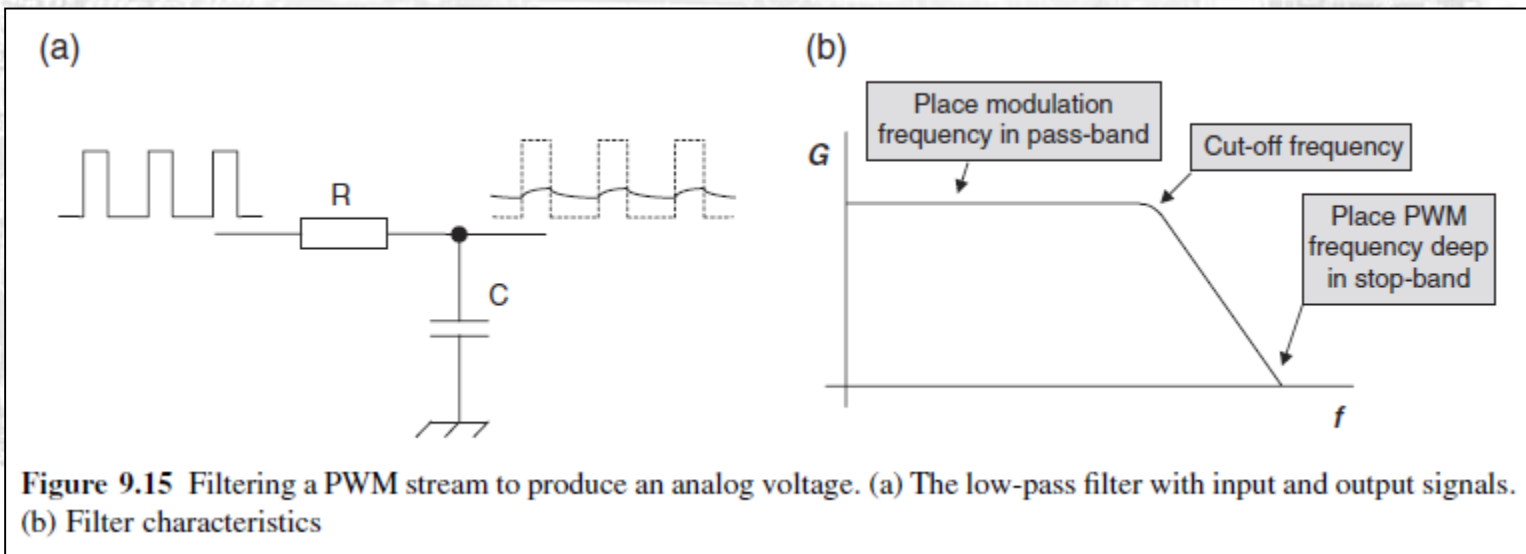 (a)
R
C
(b)
G
Place modulation
frequency in pass-band
Cut-off frequency
Place PWM
frequency deep
in stop-band
f
Figure 9.15 Filtering a PWM stream to produce an analog voltage. (a) The low-pass filter with input and output signals.
(b) Filter characteristics